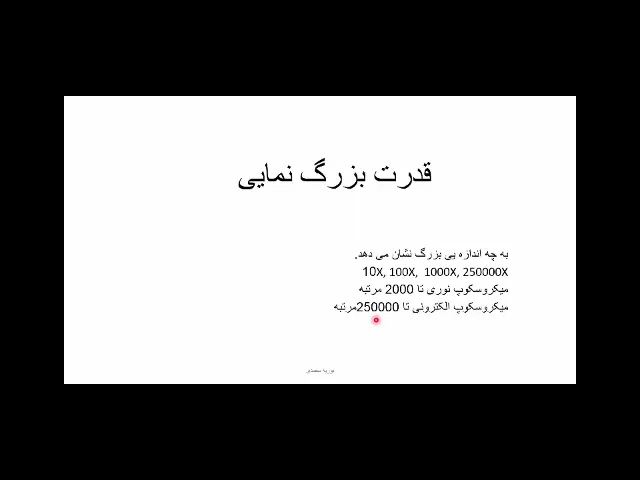 قدرت بزرگ نمایی
به چه اندازه یی بزرگ نشان می دهد.
10X, 100X, 1000X, 250000X
میکروسکوپ نوری تا 2000 مرتبه
میکروسکوپ الکترونی تا 250000مرتبه